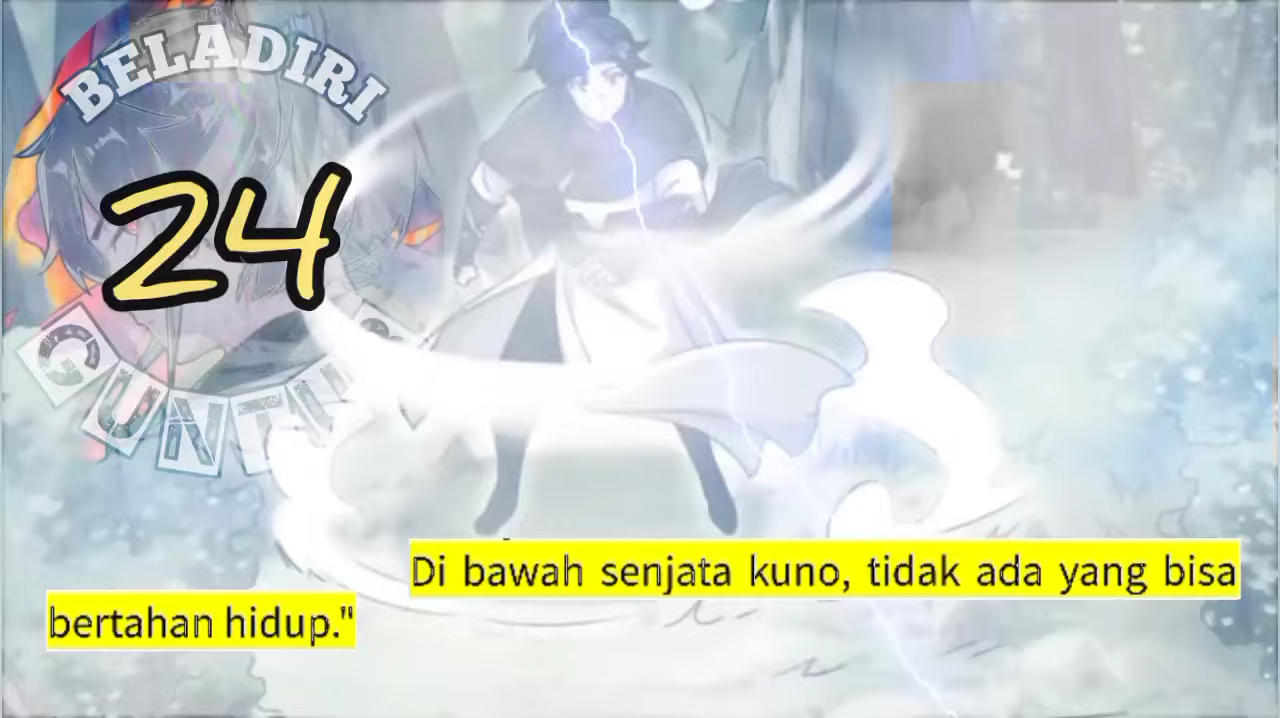 BELADIRI
24
Di bawah senjata kuno, tidak ada yang bisa
bertahan hidup."